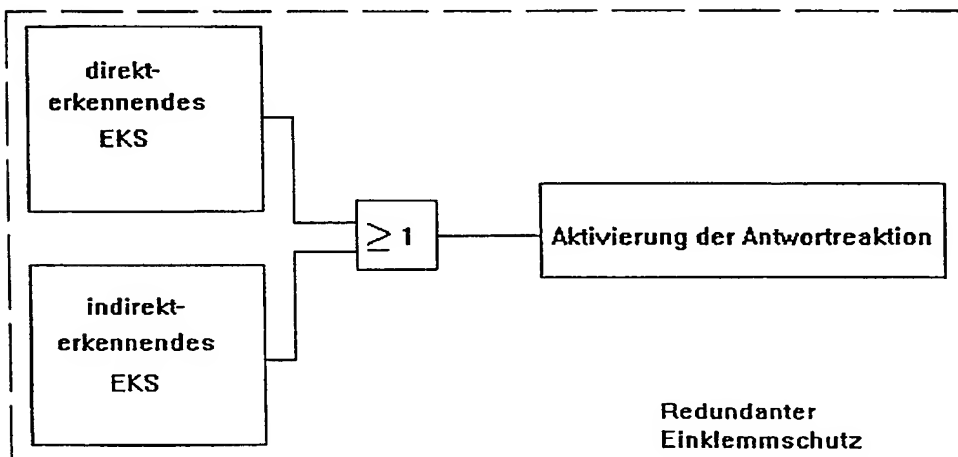 direkt-
erkennendes
EKS
≥ 1
Aktivierung der Antwortreaktion
indirekt-
erkennendes
EKS
Redundanter
Einklemmschutz